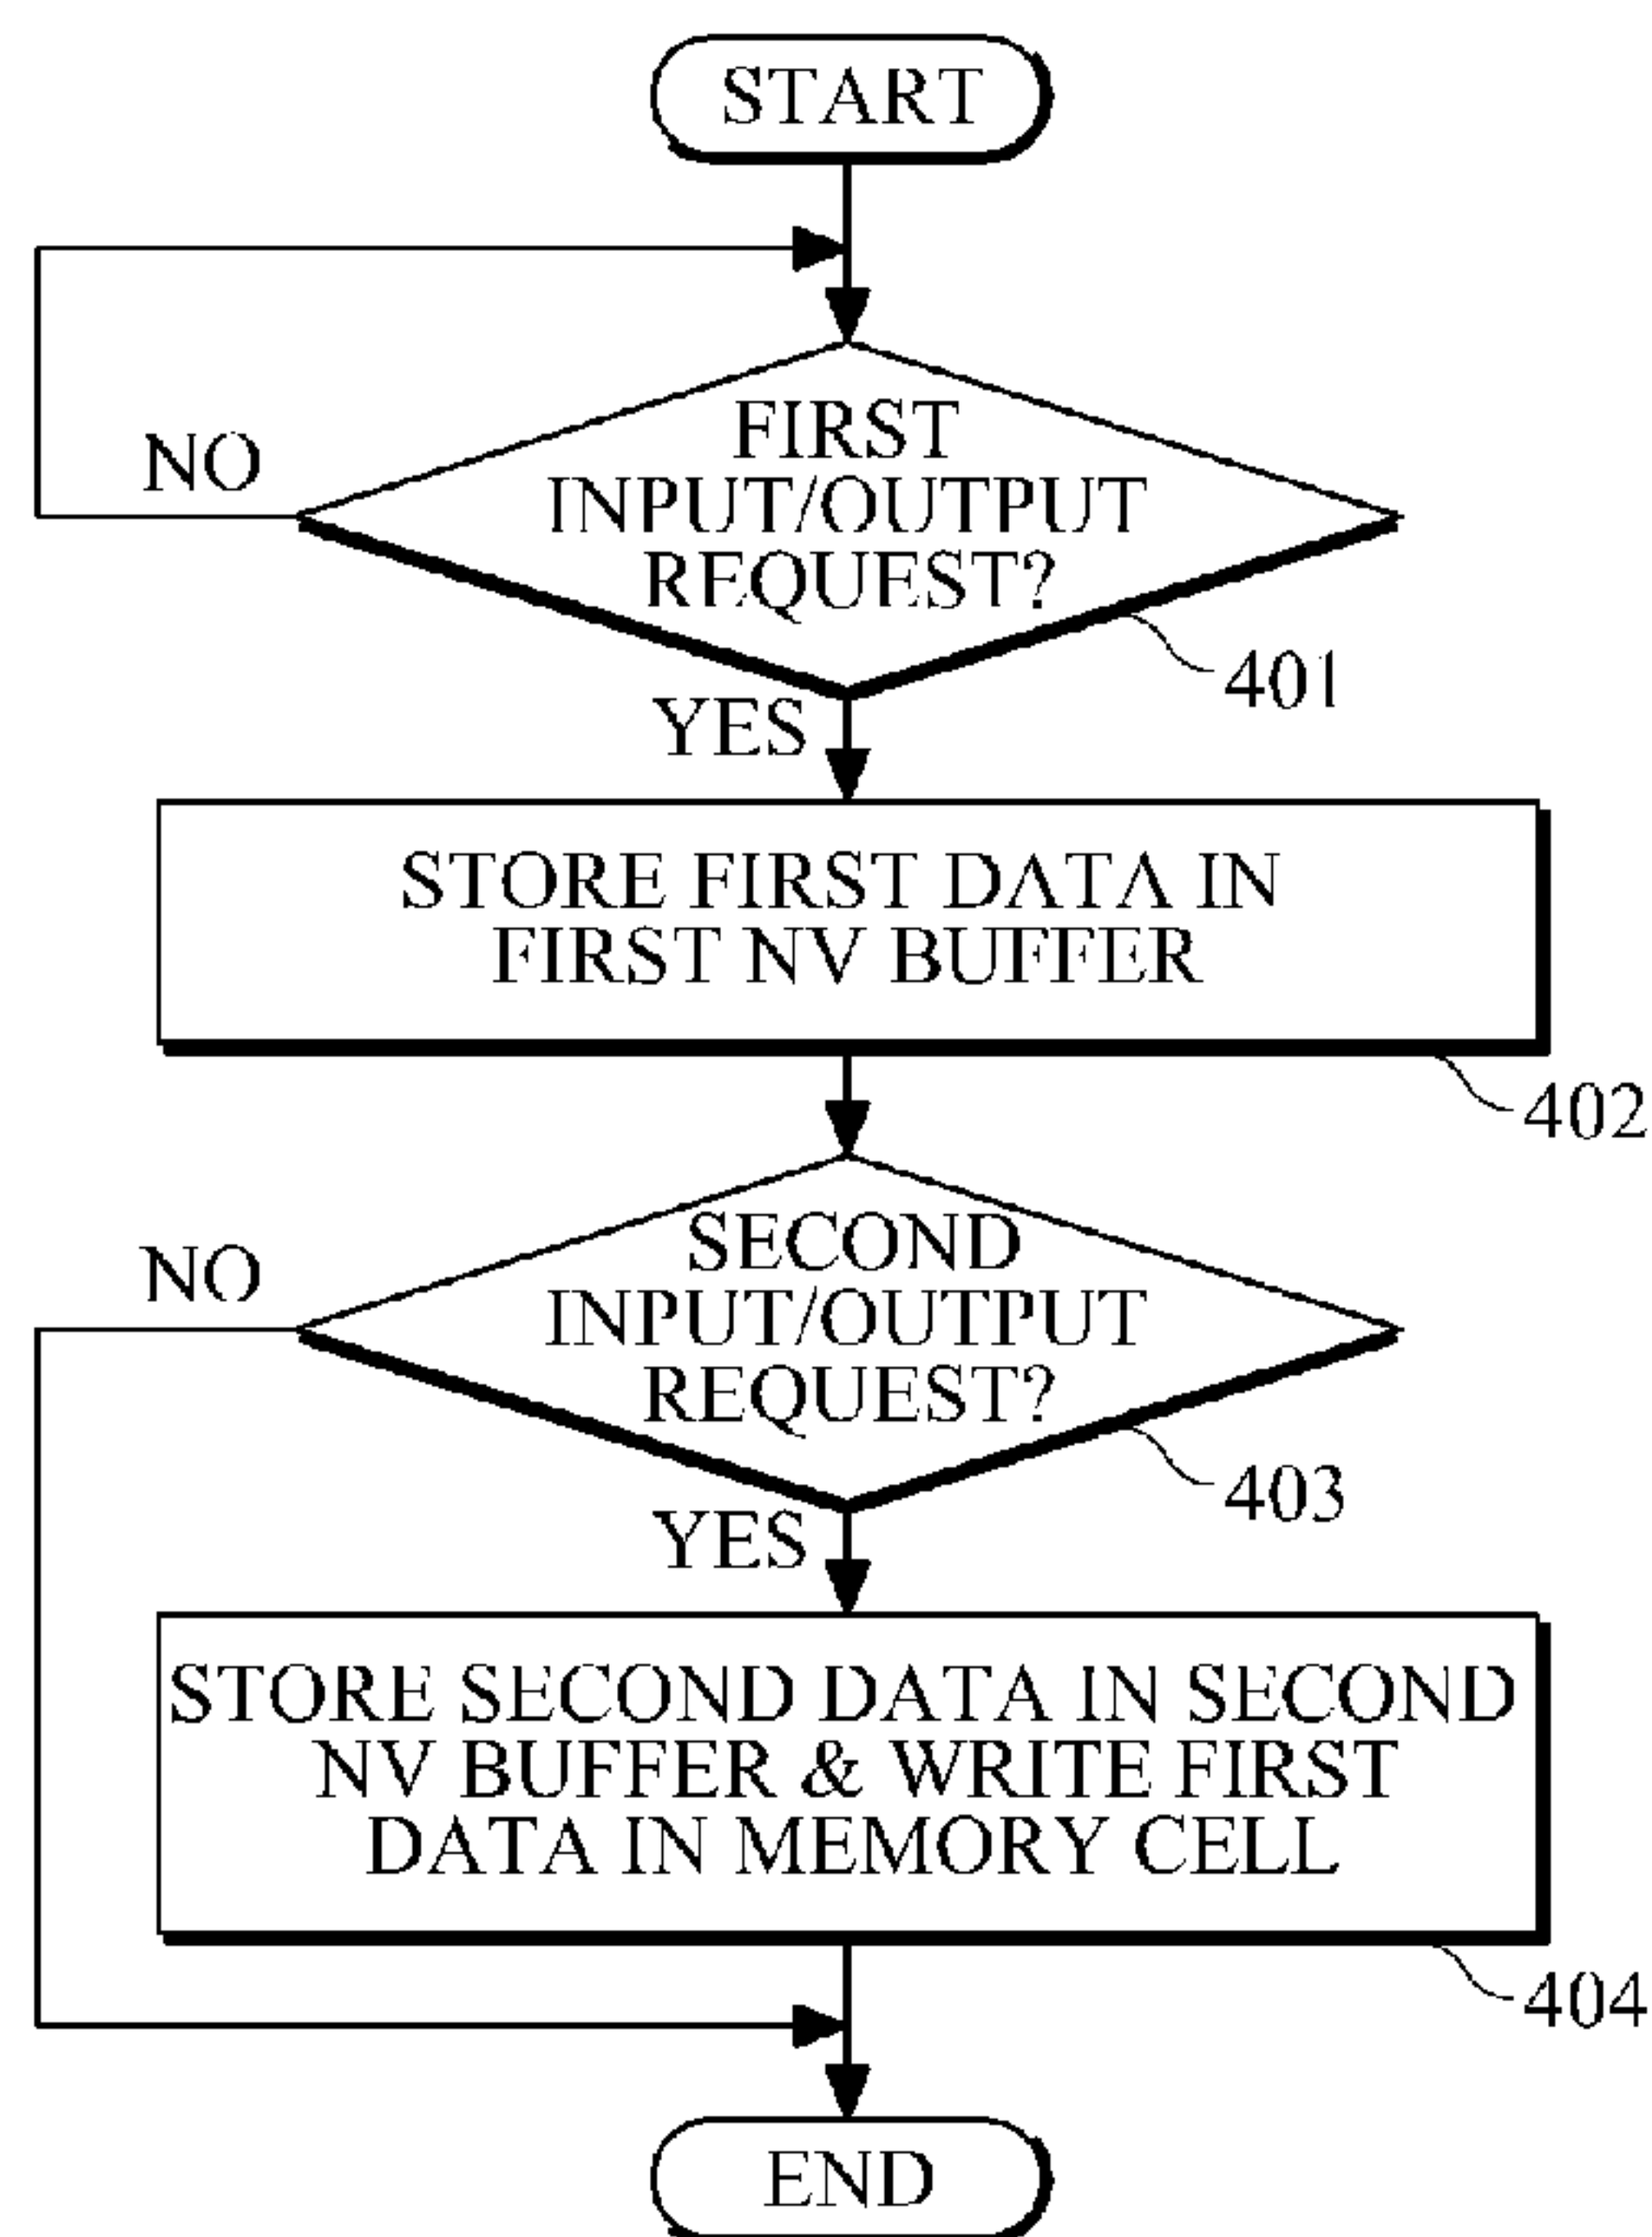 START
NO
FIRST
INPUT/OUTPUT
REQUEST?
401
YES
STORE FIRST DATA IN
FIRST NV BUFFER
402
NO
SECOND
INPUT/OUTPUT
REQUEST?
403
YES
STORE SECOND DATA IN SECOND
NV BUFFER & WRITE FIRST
DATA IN MEMORY CELL
404
END